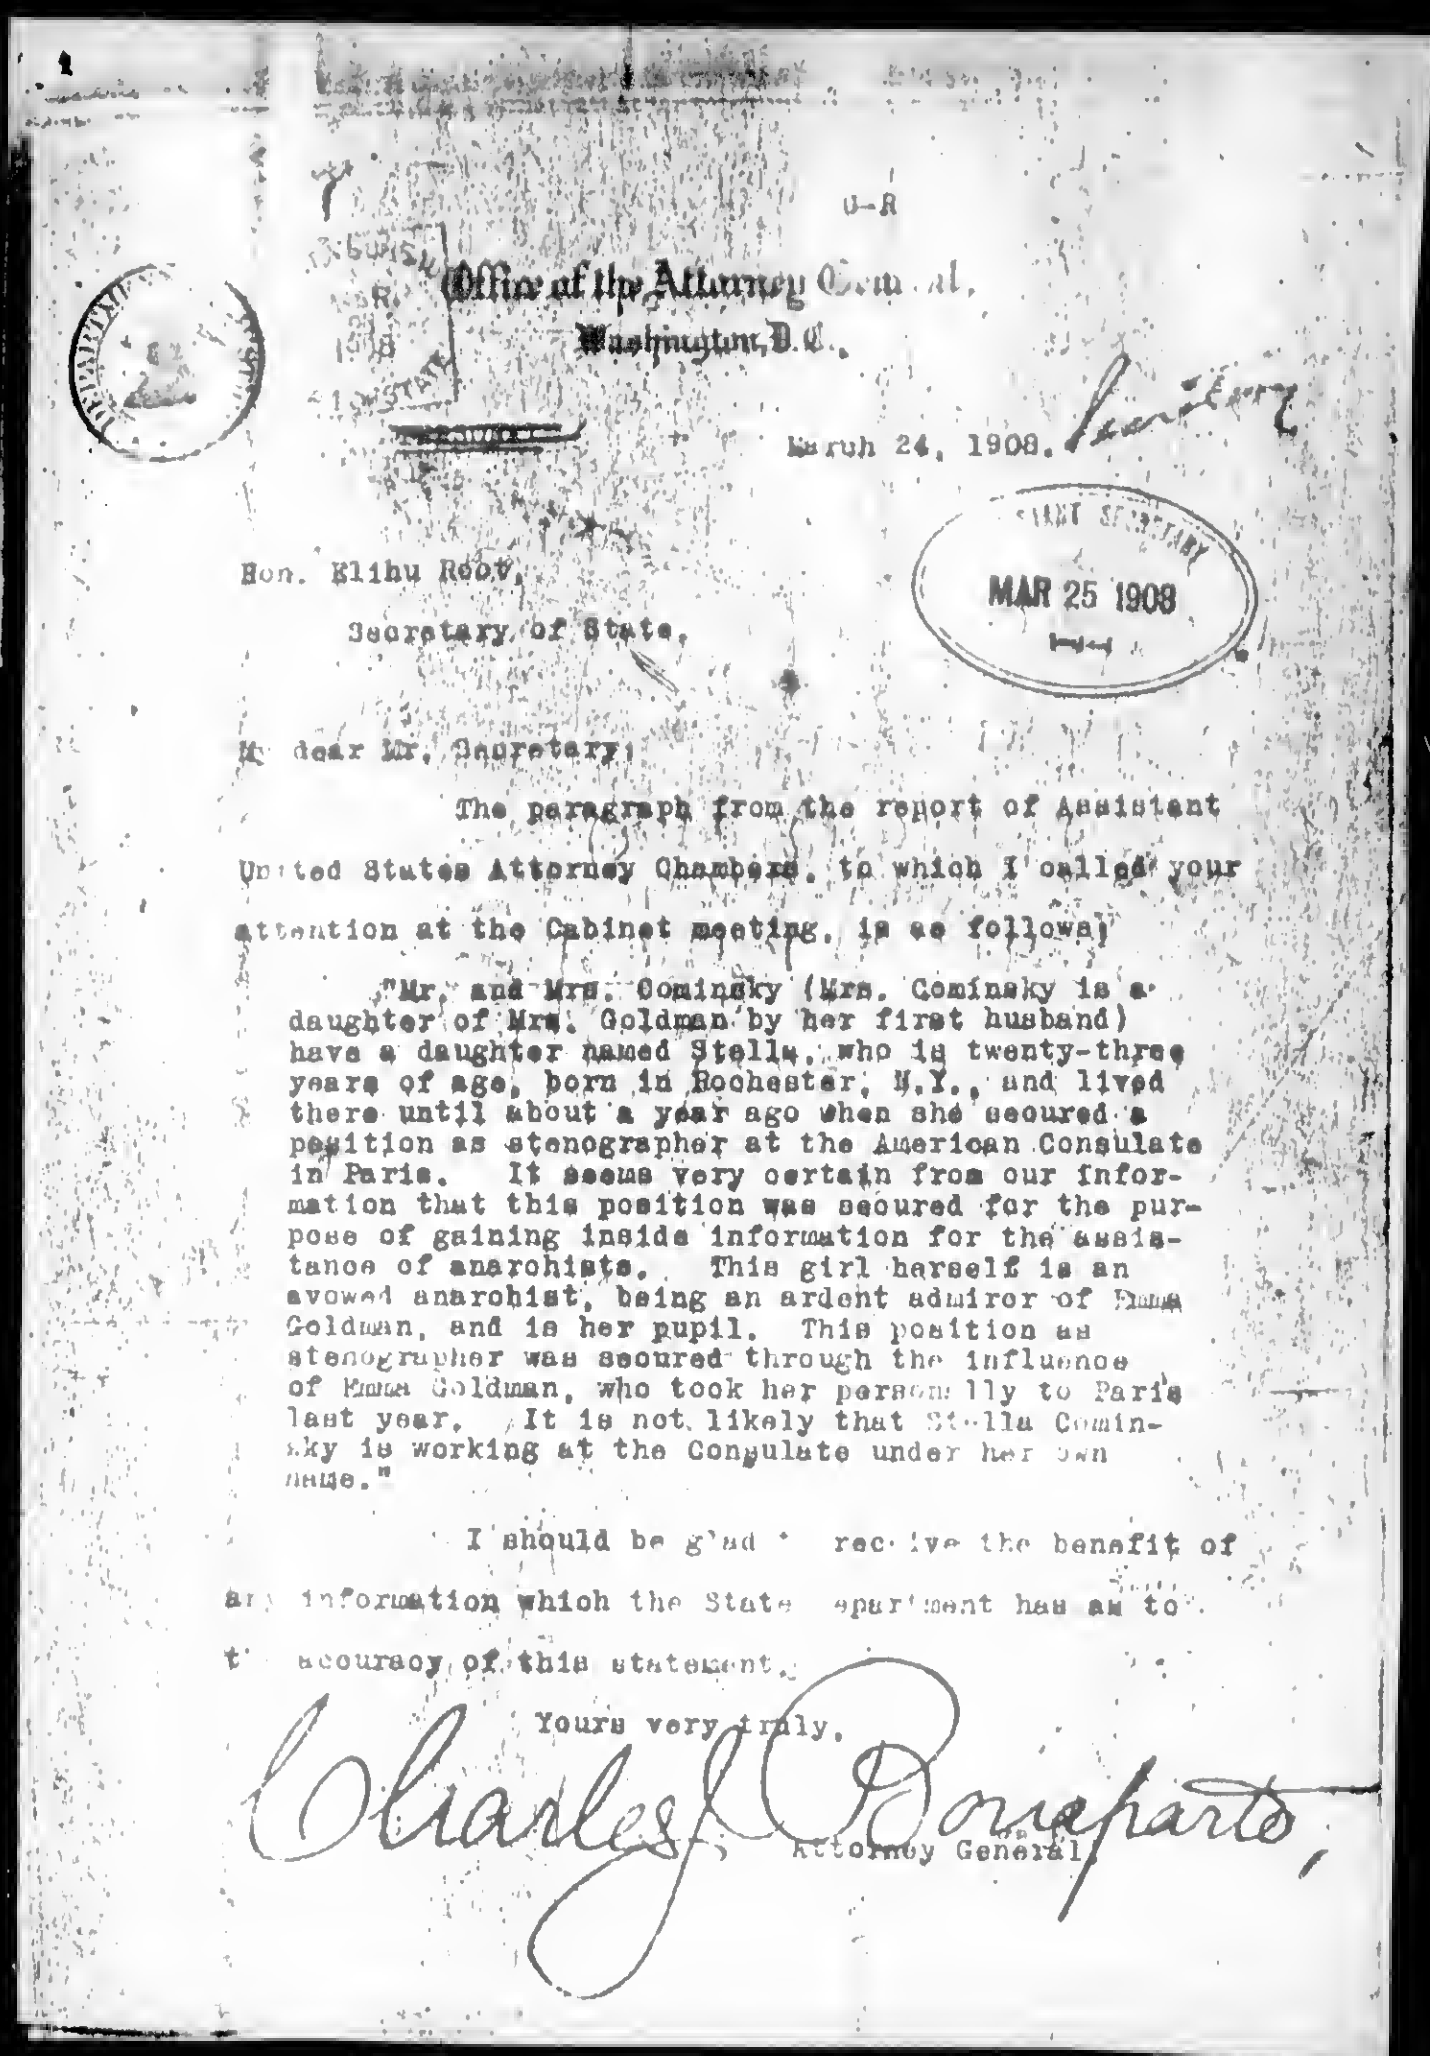 Office of the Attorney General,
Washington, D.C.
March 24, 1908.
MAR 25 1908
Hon. Elihu Root,
Secretary of State.
My dear Mr. Secretary:
The paragraph from the report of Assistant
United States Attorney Chambers, to which I called your
attention at the Cabinet meeting, is as follows:
"Mr. and Mrs. Cominsky (Mrs. Cominsky is a
daughter of Mrs. Goldman by her first husband)
have a daughter named Stella, who is twenty-three
years of age, born in Rochester, N.Y., and lived
there until about a year ago when she secured a
position as stenographer at the American Consulate
in Paris. It seems very certain from our infor-
mation that this position was secured for the pur-
pose of gaining inside information for the assis-
tance of anarchists. This girl herself is an
avowed anarchist, being an ardent admiror of Emma
Goldman, and is her pupil. This position as
stenographer was secured through the influence
of Emma Goldman, who took her personally to Paris
last year. It is not likely that Stella Comin-
sky is working at the Consulate under her own
name."
I should be glad to receive the benefit of
any information which the State Department has as to
the accuracy of this statement.
Yours very truly,
Charles J. Bonaparte,
Attorney General.